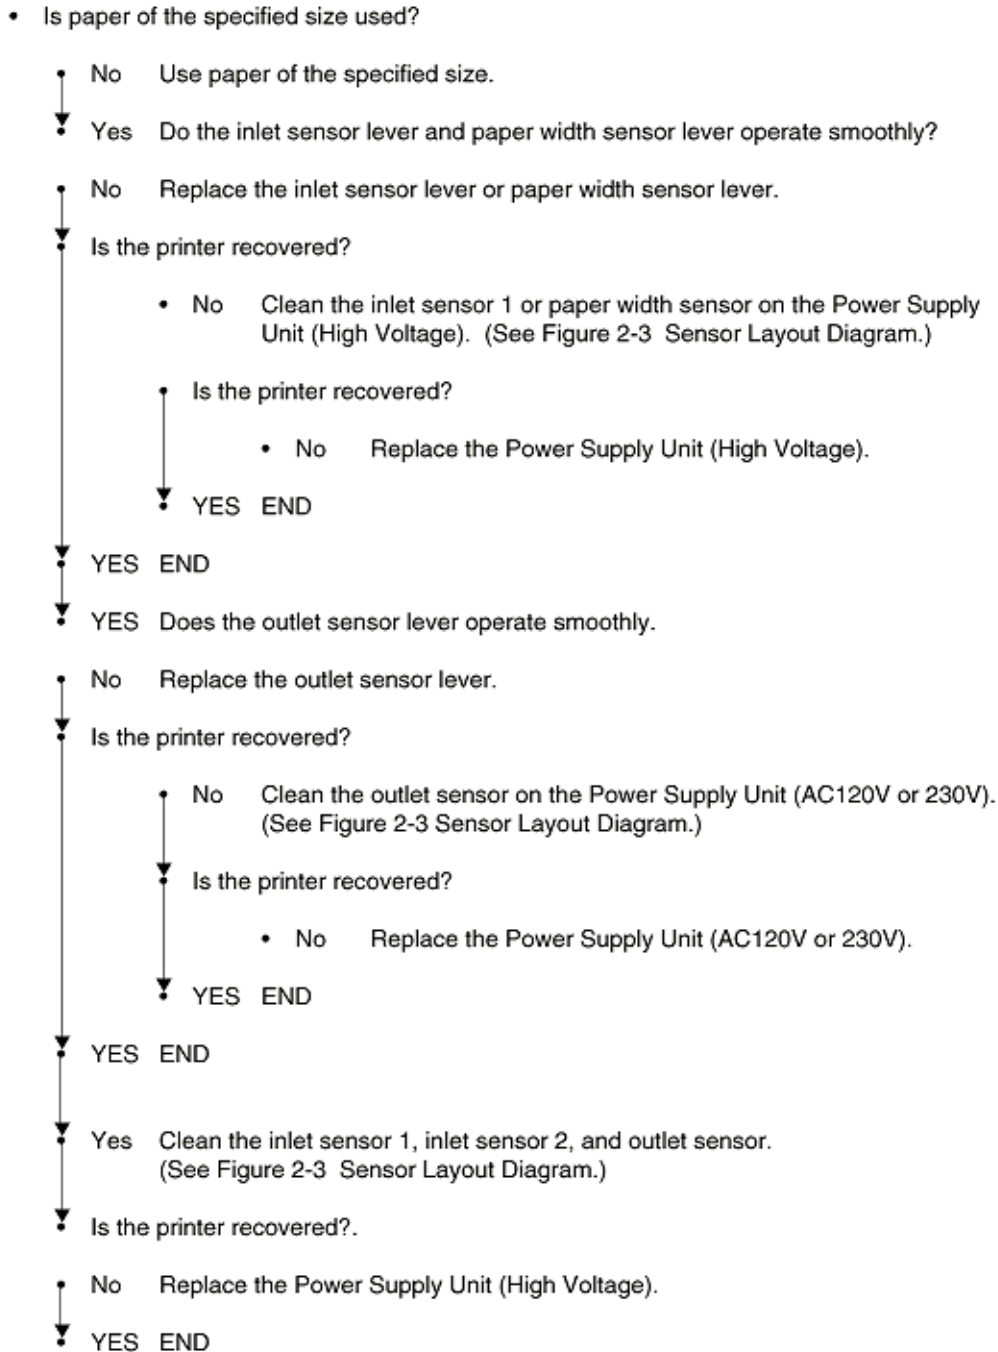 • Is paper of the specified size used?
• No Use paper of the specified size.
• Yes Do the inlet sensor lever and paper width sensor lever operate smoothly?
• No Replace the inlet sensor lever or paper width sensor lever.
• Is the printer recovered?
• No Clean the inlet sensor 1 or paper width sensor on the Power Supply
Unit (High Voltage). (See Figure 2-3 Sensor Layout Diagram.)
• Is the printer recovered?
• No Replace the Power Supply Unit (High Voltage).
• YES END
• YES END
• YES Does the outlet sensor lever operate smoothly.
• No Replace the outlet sensor lever.
• Is the printer recovered?
• No Clean the outlet sensor on the Power Supply Unit (AC120V or 230V).
(See Figure 2-3 Sensor Layout Diagram.)
• Is the printer recovered?
• No Replace the Power Supply Unit (AC120V or 230V).
• YES END
• YES END
• Yes Clean the inlet sensor 1, inlet sensor 2, and outlet sensor.
(See Figure 2-3 Sensor Layout Diagram.)
• Is the printer recovered?.
• No Replace the Power Supply Unit (High Voltage).
• YES END